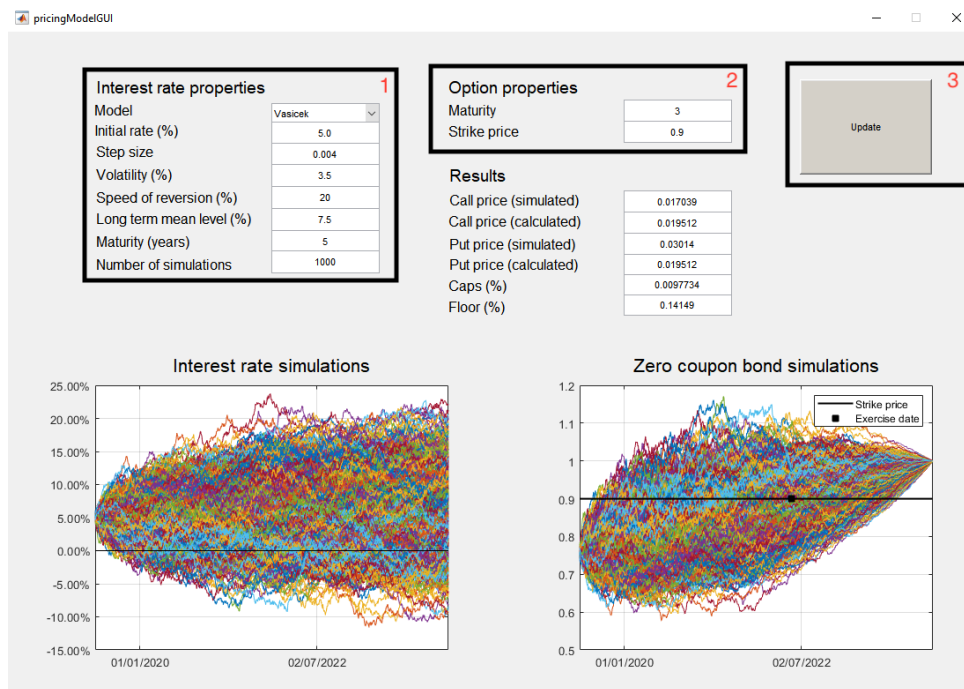 pricingModelGUI
Interest rate properties 1
Model Vasicek
Initial rate (%) 5.0
Step size 0.004
Volatility (%) 3.5
Speed of reversion (%) 20
Long term mean level (%) 7.5
Maturity (years) 5
Number of simulations 1000
Option properties 2
Maturity 3
Strike price 0.9
3
Update
Results
Call price (simulated) 0.017039
Call price (calculated) 0.019512
Put price (simulated) 0.03014
Put price (calculated) 0.019512
Caps (%) 0.0097734
Floor (%) 0.14149
Interest rate simulations
25.00%
20.00%
15.00%
10.00%
5.00%
0.00%
-5.00%
-10.00%
-15.00%
01/01/2020 02/07/2022
Zero coupon bond simulations
1.2
1.1
1
0.9
0.8
0.7
0.6
0.5
Strike price
Exercise date
01/01/2020 02/07/2022